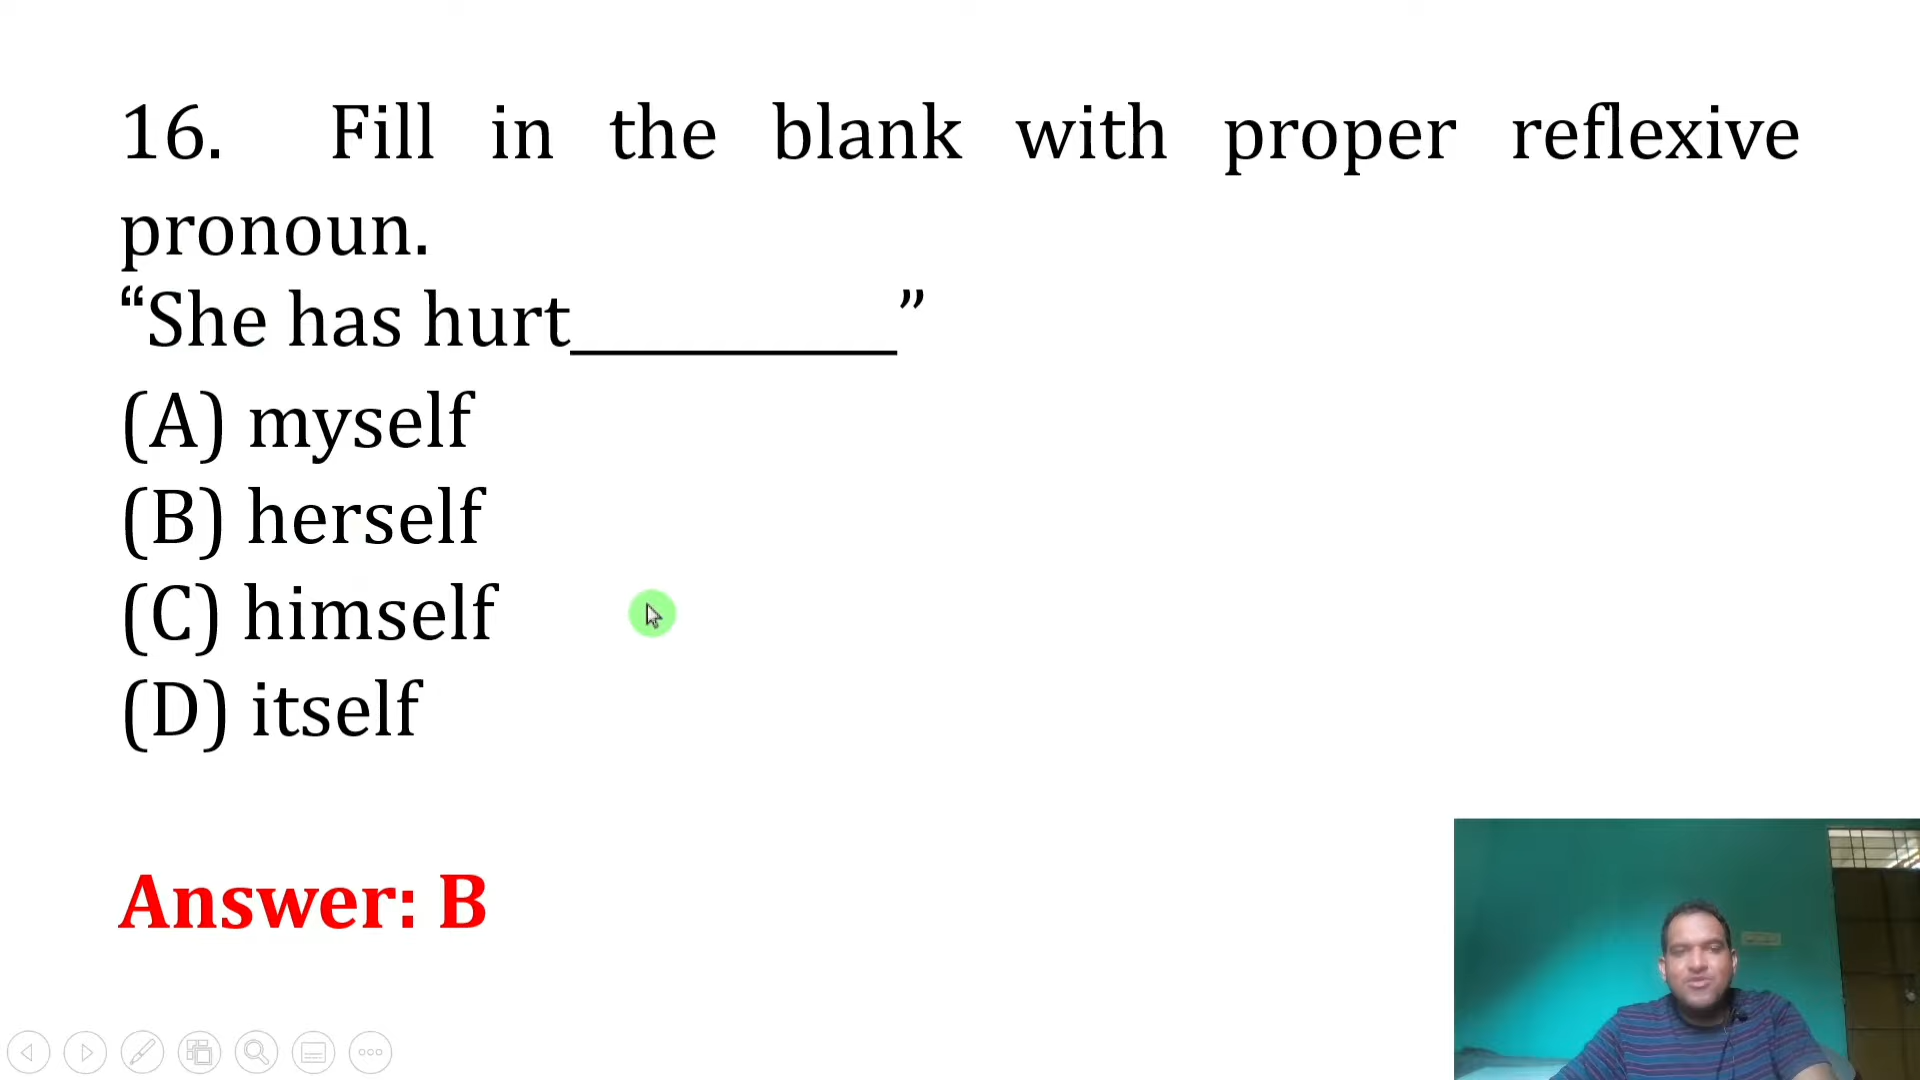 16. Fill in the blank with proper reflexive
pronoun.
“She has hurt__________”
(A) myself
(B) herself
(C) himself
(D) itself
Answer: B